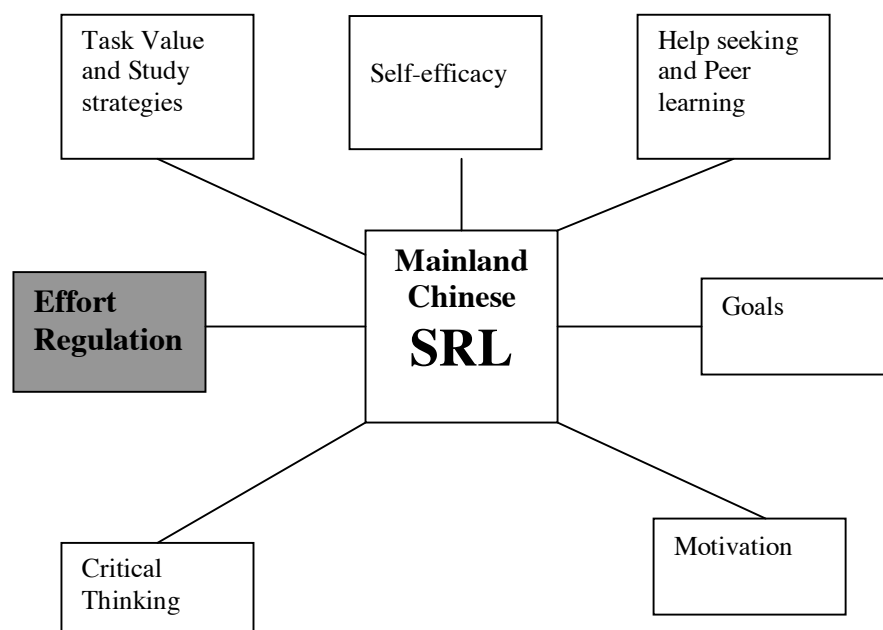 Task Value
and Study
strategies
Self-efficacy
Help seeking
and Peer
learning
Mainland
Chinese
SRL
Effort
Regulation
Goals
Critical
Thinking
Motivation